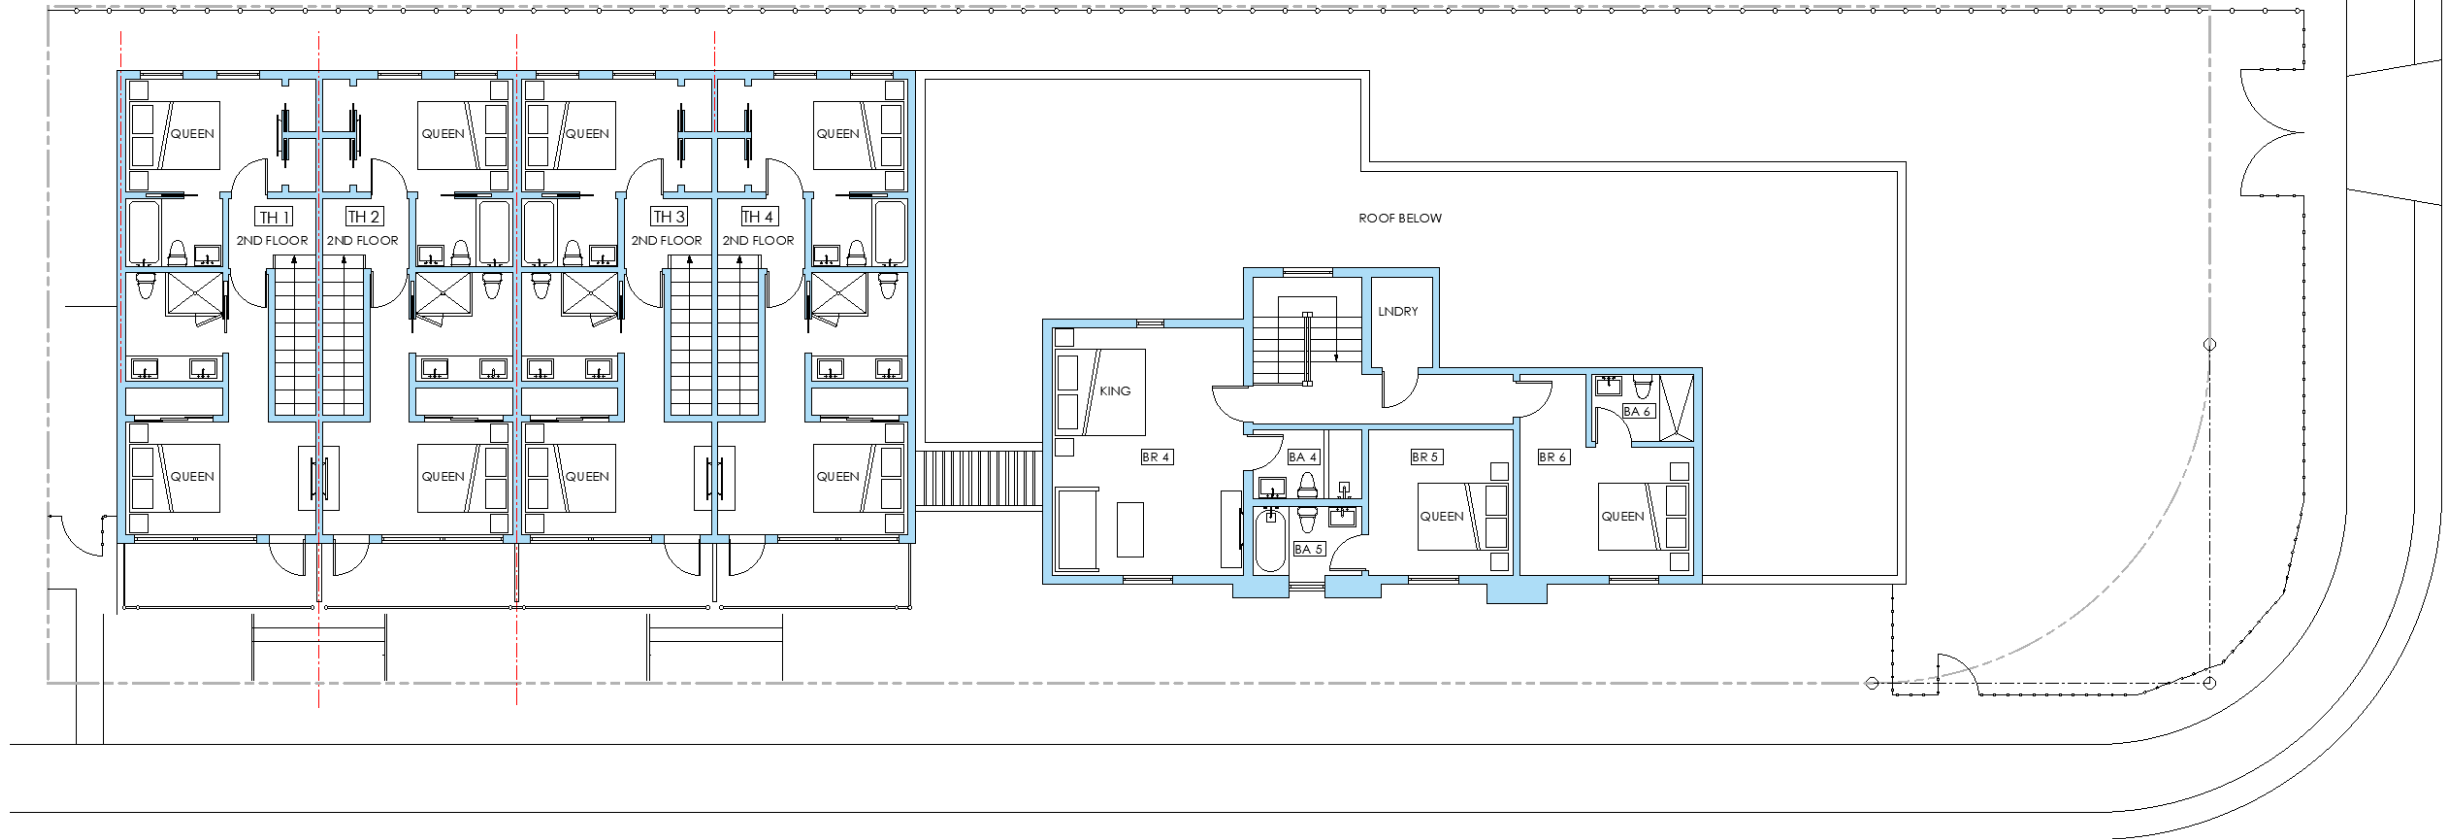 QUEEN
QUEEN
QUEEN
QUEEN
TH 1
TH 2
TH 3
TH 4
2ND FLOOR
2ND FLOOR
2ND FLOOR
2ND FLOOR
ROOF BELOW
LNDRY
KING
BA 6
BR 4
BA 4
BR 5
BR 6
QUEEN
QUEEN
QUEEN
QUEEN
QUEEN
QUEEN
BA 5